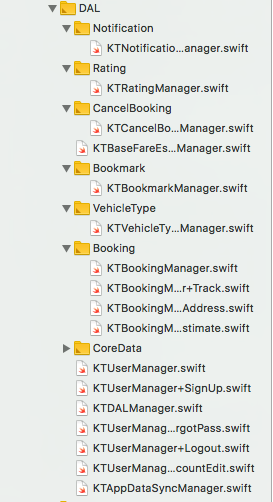 DAL
Notification
KTNotificatio...anager.swift
Rating
KTRatingManager.swift
CancelBooking
KTCancelBo...Manager.swift
KTBaseFareEs...Manager.swift
Bookmark
KTBookmarkManager.swift
VehicleType
KTVehicleTy...Manager.swift
Booking
KTBookingManager.swift
KTBookingM...r+Track.swift
KTBookingM...Address.swift
KTBookingM...stimate.swift
CoreData
KTUserManager.swift
KTUserManager+SignUp.swift
KTDALManager.swift
KTUserManag...rgotPass.swift
KTUserManager+Logout.swift
KTUserManag...countEdit.swift
KTAppDataSyncManager.swift